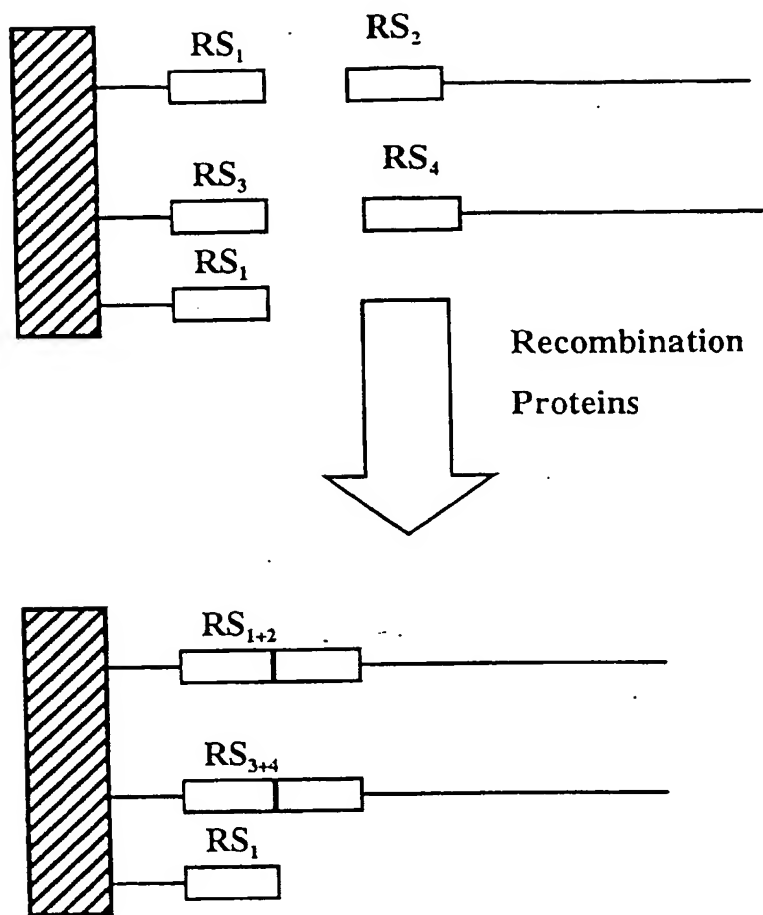 RS₁ RS₂
RS₃ RS₄
RS₁
Recombination
Proteins
RS₁₊₂
RS₃₊₄
RS₁